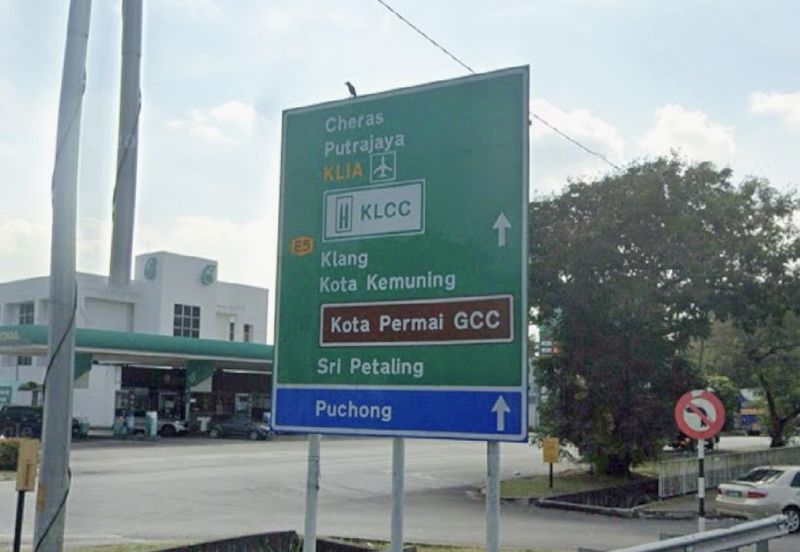 Cheras
Putrajaya
KLIA
KLCC
E5
Klang
Kota Kemuning
Kota Permai GCC
Sri Petaling
Puchong